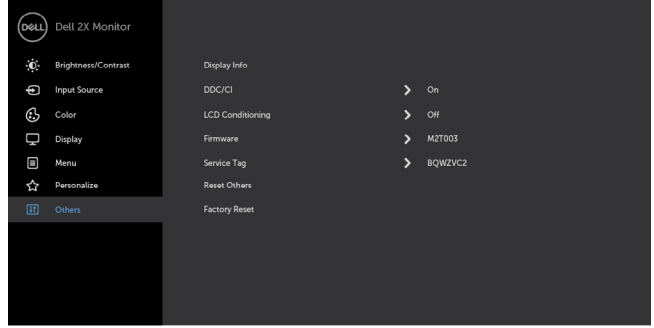 DELL Dell 2X Monitor
Brightness/Contrast Display Info
Input Source DDC/CI On
Color LCD Conditioning Off
Display Firmware M2T003
Menu Service Tag BQWZVC2
Personalize Reset Others
Others Factory Reset